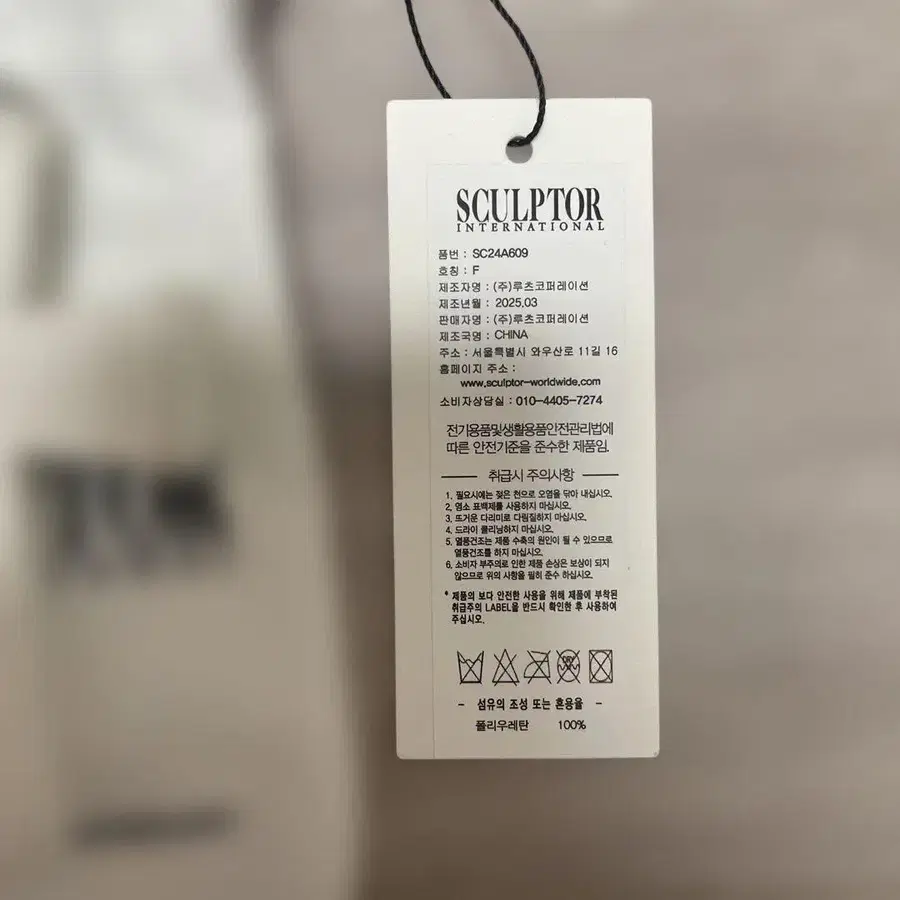 SCULPTOR
INTERNATIONAL
품번 : SC24A609
호칭 : F
제조자명 : (주)루츠코퍼레이션
제조년월 : 2025.03
판매자명 : (주)루츠코퍼레이션
제조국명 : CHINA
주소 : 서울특별시 와우산로 11길 16
홈페이지 주소 :
www.sculptor-worldwide.com
소비자상담실 : 010-4405-7274
전기용품및생활용품안전관리법에
따른 안전기준을 준수한 제품임.
취급시 주의사항
1. 필요시에는 젖은 천으로 오염을 닦아 내십시오.
2. 염소 표백제를 사용하지 마십시오.
3. 뜨거운 다리미로 다림질하지 마십시오.
4. 드라이 클리닝하지 마십시오.
5. 열풍건조는 제품 수축의 원인이 될 수 있으므로
열풍건조를 하지 마십시오.
6. 소비자 부주의로 인한 제품 손상은 보상이 되지
않으므로 위의 사항을 필히 준수 하십시오.
* 제품의 보다 안전한 사용을 위해 제품에 부착된
취급주의 LABEL을 반드시 확인한 후 사용하여
주십시오.
- 섬유의 조성 또는 혼용율 -
폴리우레탄 100%